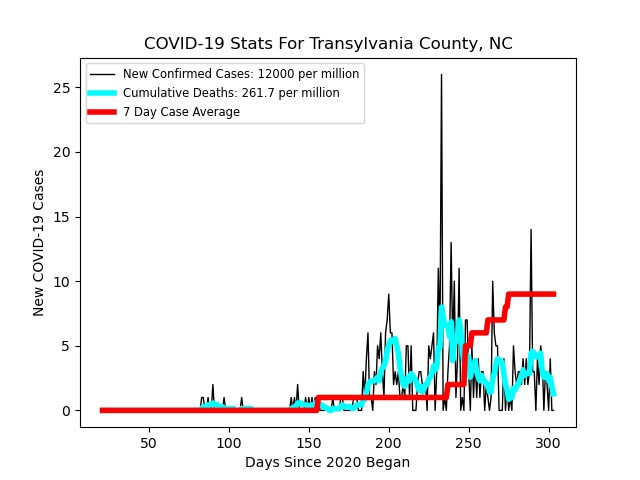 COVID-19 Stats For Transylvania County, NC
New Confirmed Cases: 12000 per million
Cumulative Deaths: 261.7 per million
7 Day Case Average
25
20
15
10
5
0
New COVID-19 Cases
50 100 150 200 250 300
Days Since 2020 Began